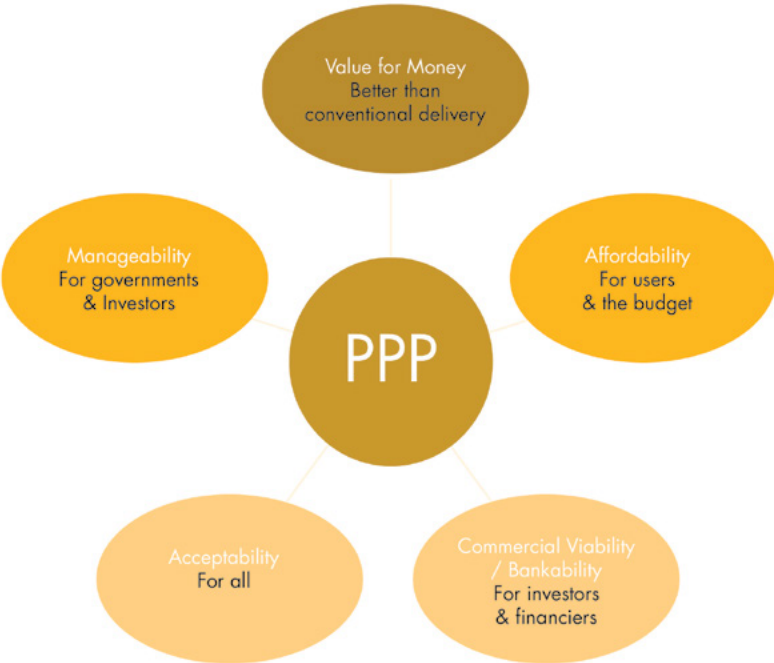 Value for Money
Better than
conventional delivery
Manageability
For governments
& Investors
Affordability
For users
& the budget
PPP
Acceptability
For all
Commercial Viability
/ Bankability
For investors
& financiers